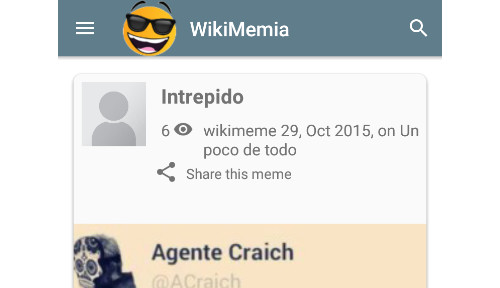 WikiMemia
Intrepido
6 wikimeme 29, Oct 2015, on Un
poco de todo
Share this meme
Agente Craich
@ACraich